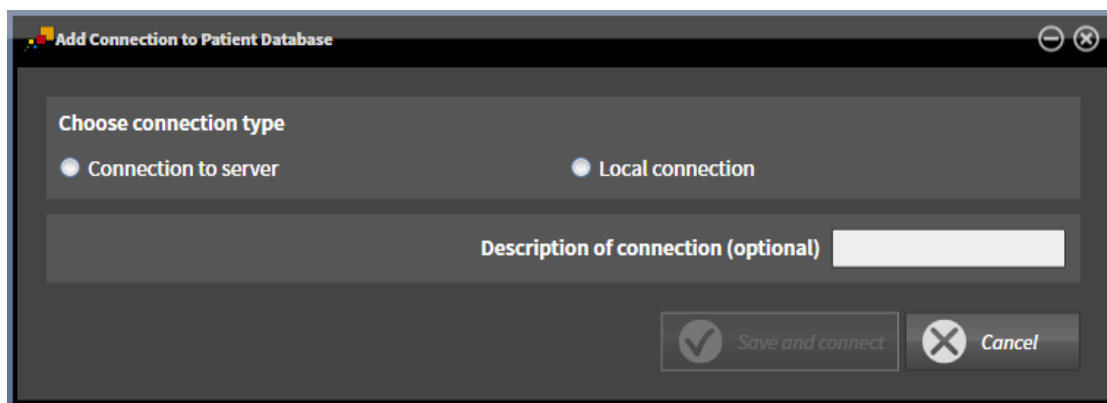 Add Connection to Patient Database
Choose connection type
Connection to server
Local connection
Description of connection (optional)
Save and connect
Cancel